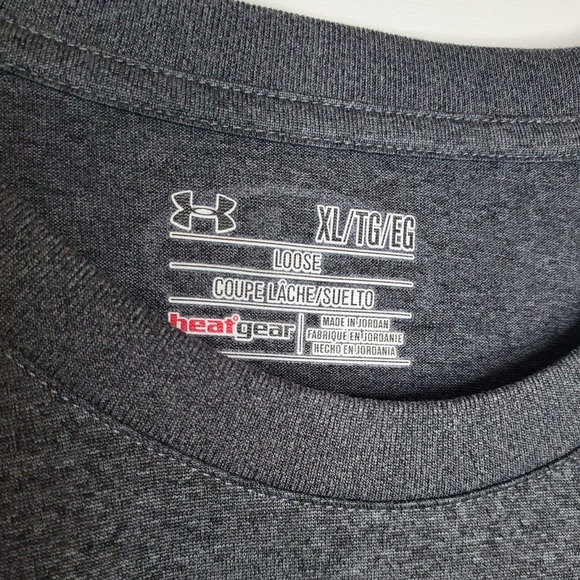 XL/TG/EG
LOOSE
COUPE LÂCHE/SUELTO
heatgear
MADE IN JORDAN
FABRIQUÉ EN JORDANIE
HECHO EN JORDANIA